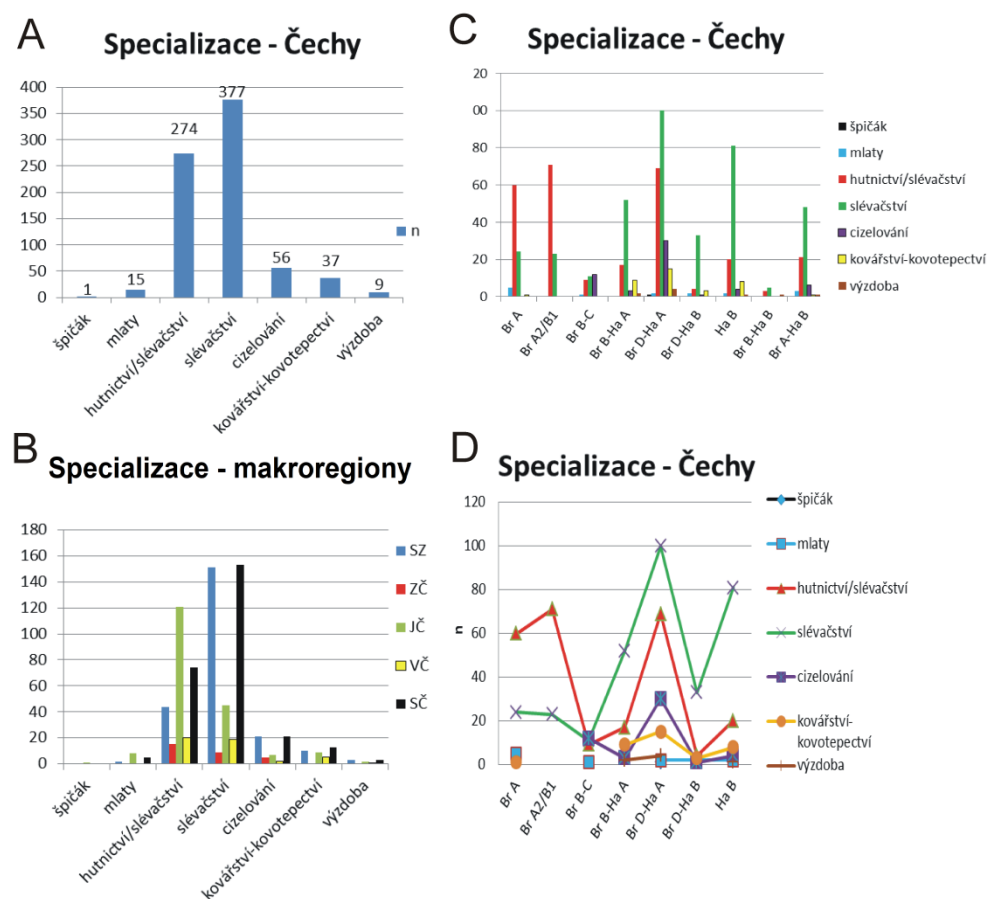 A
Specializace - Čechy
400
350
300
250
200
150
100
50
0
1
15
274
377
56
37
9
n
špičák
mlaty
hutnictví/slévačství
slévačství
cizelování
kovářství-kovotepectví
výzdoba
C
Specializace - Čechy
20
00
80
60
40
20
0
Br A
Br A2/B1
Br B-C
Br B-Ha A
Br D-Ha A
Br D-Ha B
Ha B
Br B-Ha B
Br A-Ha B
špičák
mlaty
hutnictví/slévačství
slévačství
cizelování
kovářství-kovotepectví
výzdoba
B
Specializace - makroregiony
180
160
140
120
100
80
60
40
20
0
špičák
mlaty
hutnictví/slévačství
slévačství
cizelování
kovářství-kovotepectví
výzdoba
SZ
ZČ
JČ
VČ
SČ
D
Specializace - Čechy
120
100
80
60
40
20
0
n
Br A
Br A2/B1
Br B-C
Br B-Ha A
Br D-Ha A
Br D-Ha B
Ha B
špičák
mlaty
hutnictví/slévačství
slévačství
cizelování
kovářství-
kovotepectví
výzdoba